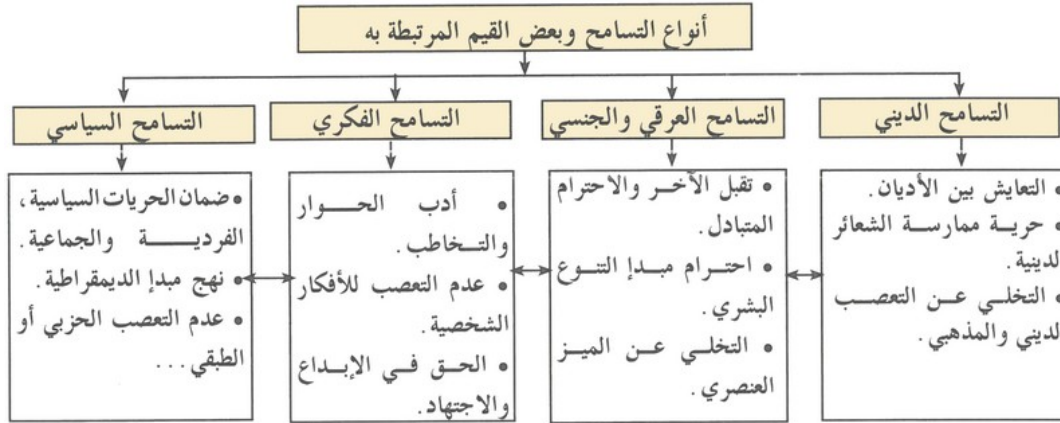 أنواع التسامح وبعض القيم المرتبطة به
التسامح الديني
• التعايش بين الأديان.
• حرية ممارسة الشعائر
الدينية.
• التخلي عن التعصب
الديني والمذهبي.
التسامح العرقي والجنسي
• تقبل الآخر والاحترام
المتبادل.
• احترام مبدإ التنوع
البشري.
• التخلي عن الميز
العنصري.
التسامح الفكري
• أدب الحوار
والتخاطب.
• عدم التعصب للأفكار
الشخصية.
• الحق في الإبداع
والاجتهاد.
التسامح السياسي
• ضمان الحريات السياسية،
الفردية والجماعية.
• نهج مبدإ الديمقراطية.
• عدم التعصب الحزبي أو
الطبقي...